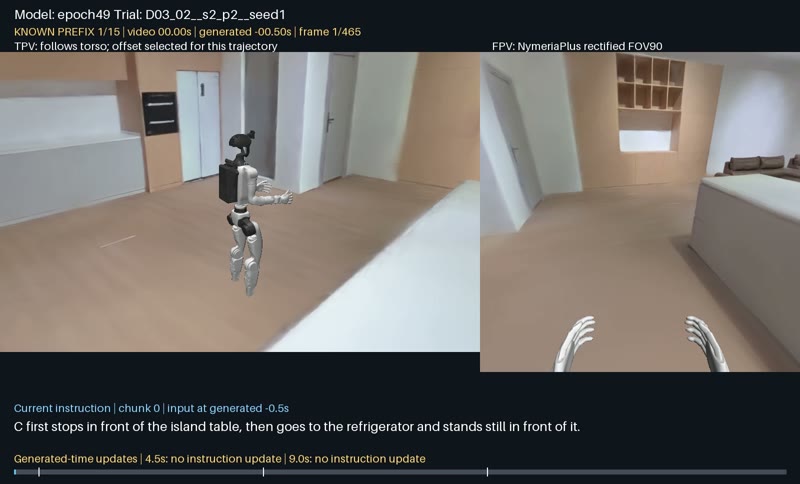 Model: epoch49 Trial: D03_02__s2_p2__seed1
KNOWN PREFIX 1/15 | video 00.00s | generated -00.50s | frame 1/465
TPV: follows torso; offset selected for this trajectory
FPV: NymeriaPlus rectified FOV90
Current instruction | chunk 0 | input at generated -0.5s
C first stops in front of the island table, then goes to the refrigerator and stands still in front of it.
Generated-time updates | 4.5s: no instruction update | 9.0s: no instruction update